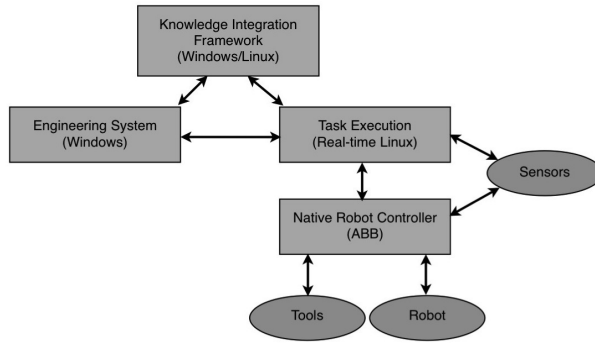 Knowledge Integration
Framework
(Windows/Linux)
Engineering System
(Windows)
Task Execution
(Real-time Linux)
Sensors
Native Robot Controller
(ABB)
Tools
Robot